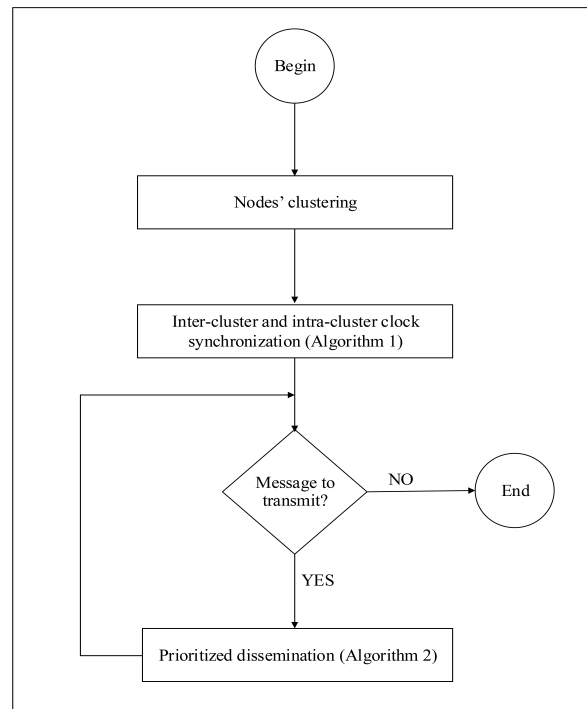 Begin
Nodes’ clustering
Inter-cluster and intra-cluster clock
synchronization (Algorithm 1)
Message to
transmit?
NO
End
YES
Prioritized dissemination (Algorithm 2)